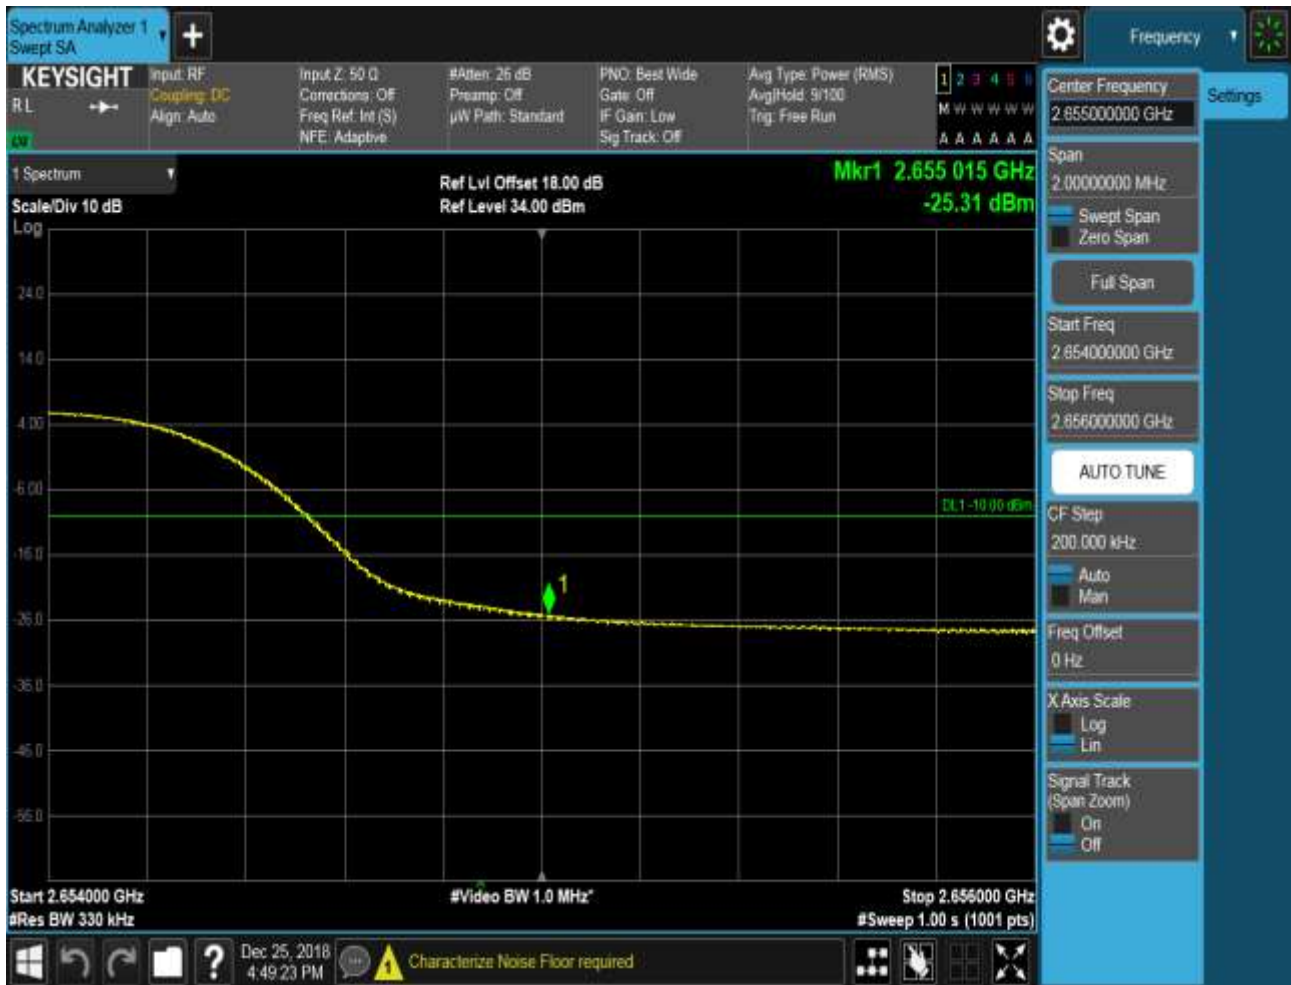 Spectrum Analyzer 1
Swept SA
Frequency
KEYSIGHT
R L
Input: RF
Coupling: DC
Align: Auto
Input Z: 50 Ω
Corrections: Off
Freq Ref: Int (S)
NFE: Adaptive
#Atten: 26 dB
Preamp: Off
µW Path: Standard
PNO: Best Wide
Gate: Off
IF Gain: Low
Sig Track: Off
Avg Type: Power (RMS)
Avg|Hold: 9/100
Trig: Free Run
1 2 3 4 5 6
M W W W W W
A A A A A A
1 Spectrum
Scale/Div 10 dB
Log
Ref Lvl Offset 18.00 dB
Ref Level 34.00 dBm
Mkr1 2.655 015 GHz
-25.31 dBm
24.0
14.0
4.00
-6.00
-16.0
-26.0
-36.0
-46.0
-56.0
DL1 -10.00 dBm
1
Start 2.654000 GHz
#Res BW 330 kHz
#Video BW 1.0 MHz*
Stop 2.656000 GHz
#Sweep 1.00 s (1001 pts)
Center Frequency
2.655000000 GHz
Settings
Span
2.00000000 MHz
Swept Span
Zero Span
Full Span
Start Freq
2.654000000 GHz
Stop Freq
2.656000000 GHz
AUTO TUNE
CF Step
200.000 kHz
Auto
Man
Freq Offset
0 Hz
X Axis Scale
Log
Lin
Signal Track
(Span Zoom)
On
Off
?
Dec 25, 2018
4:49:23 PM
1
Characterize Noise Floor required